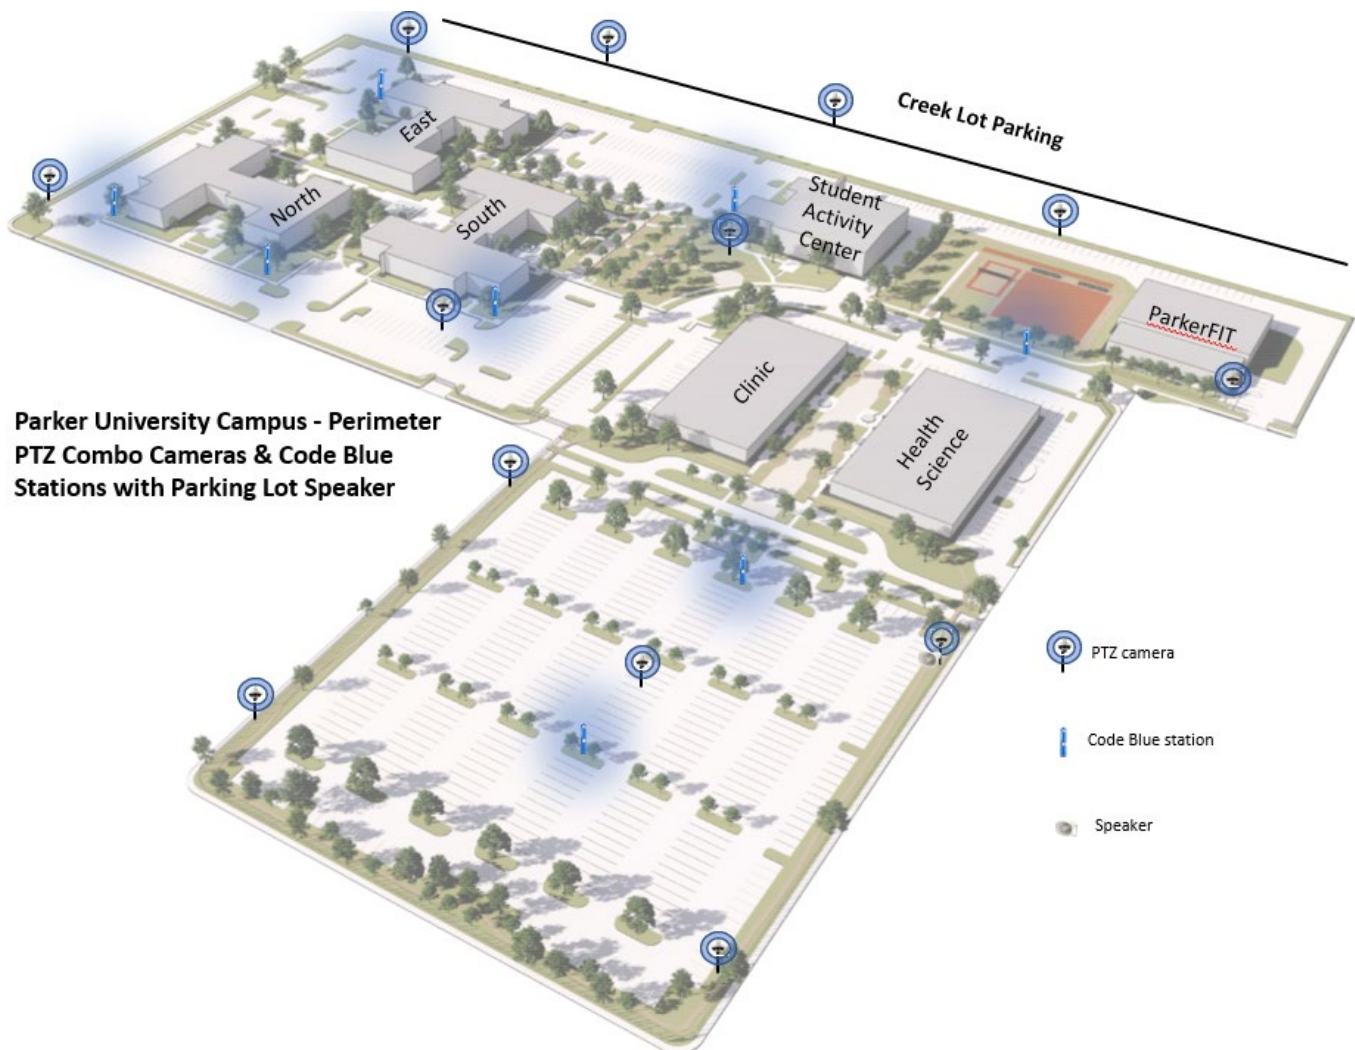 Creek Lot Parking
East
North
South
Student
Activity
Center
ParkerFIT
Clinic
Health
Science
Parker University Campus - Perimeter
PTZ Combo Cameras & Code Blue
Stations with Parking Lot Speaker
PTZ camera
Code Blue station
Speaker